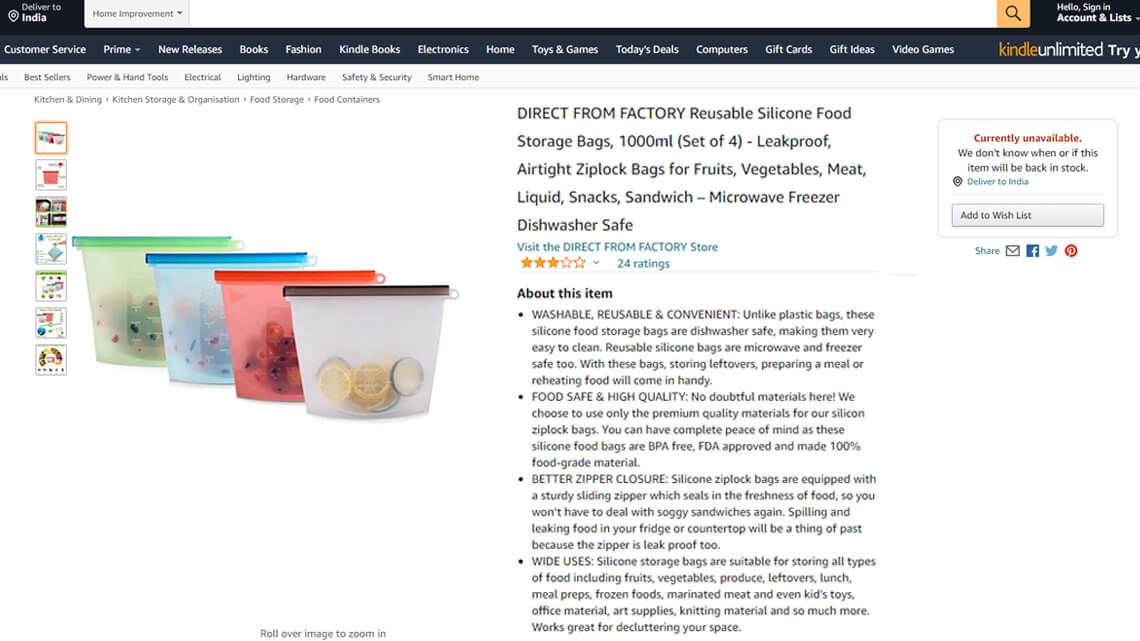 Deliver to
India
Home Improvement
Hello, Sign in
Account & Lists
Customer Service Prime New Releases Books Fashion Kindle Books Electronics Home Toys & Games Today's Deals Computers Gift Cards Gift Ideas Video Games kindleunlimited Try y
ls Best Sellers Power & Hand Tools Electrical Lighting Hardware Safety & Security Smart Home
Kitchen & Dining › Kitchen Storage & Organisation › Food Storage › Food Containers
DIRECT FROM FACTORY Reusable Silicone Food
Storage Bags, 1000ml (Set of 4) - Leakproof,
Airtight Ziplock Bags for Fruits, Vegetables, Meat,
Liquid, Snacks, Sandwich – Microwave Freezer
Dishwasher Safe
Visit the DIRECT FROM FACTORY Store
24 ratings
About this item
• WASHABLE, REUSABLE & CONVENIENT: Unlike plastic bags, these
silicone food storage bags are dishwasher safe, making them very
easy to clean. Reusable silicone bags are microwave and freezer
safe too. With these bags, storing leftovers, preparing a meal or
reheating food will come in handy.
• FOOD SAFE & HIGH QUALITY: No doubtful materials here! We
choose to use only the premium quality materials for our silicon
ziplock bags. You can have complete peace of mind as these
silicone food bags are BPA free, FDA approved and made 100%
food-grade material.
• BETTER ZIPPER CLOSURE: Silicone ziplock bags are equipped with
a sturdy sliding zipper which seals in the freshness of food, so you
won't have to deal with soggy sandwiches again. Spilling and
leaking food in your fridge or countertop will be a thing of past
because the zipper is leak proof too.
• WIDE USES: Silicone storage bags are suitable for storing all types
of food including fruits, vegetables, produce, leftovers, lunch,
meal preps, frozen foods, marinated meat and even kid's toys,
office material, art supplies, knitting material and so much more.
Works great for decluttering your space.
Currently unavailable.
We don't know when or if this
item will be back in stock.
Deliver to India
Add to Wish List
Share
Roll over image to zoom in